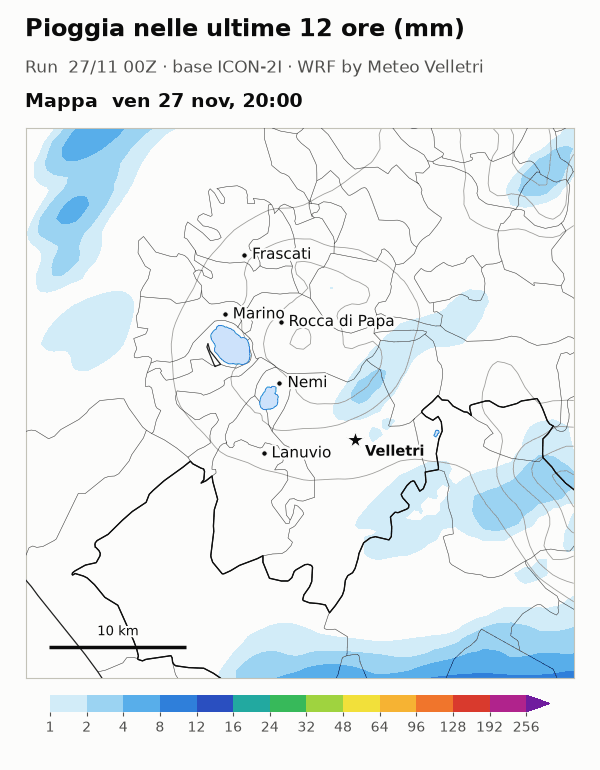 Pioggia nelle ultime 12 ore (mm)
Run  27/11 00Z · base ICON-2I · WRF by Meteo Velletri
Mappa  ven 27 nov, 20:00
Frascati
Marino
Rocca di Papa
Nemi
Velletri
Lanuvio
10 km
1 2 4 8 12 16 24 32 48 64 96 128 192 256